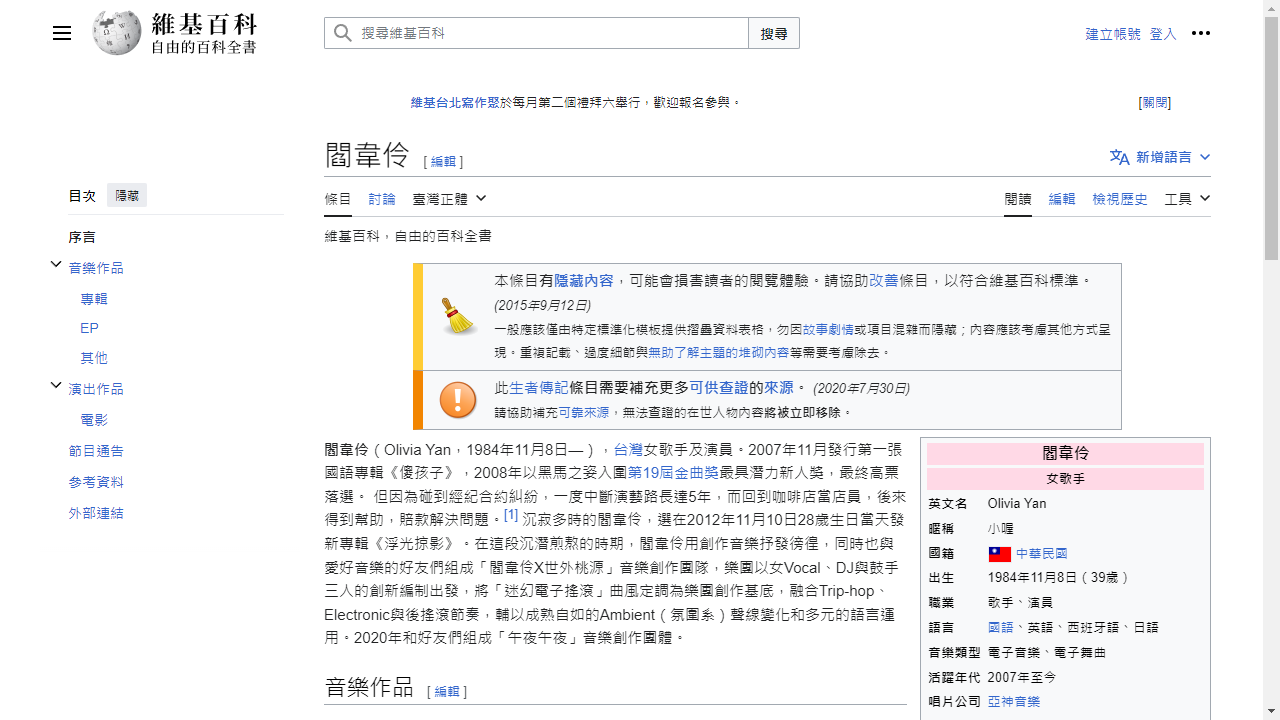 維基百科
自由的百科全書
搜尋維基百科
搜尋
建立帳號 登入
維基台北寫作聚於每月第二個禮拜六舉行，歡迎報名參與。
[關閉]
閻韋伶 [ 編輯 ]
新增語言
目次 隱藏
序言
音樂作品
專輯
EP
其他
演出作品
電影
節目通告
參考資料
外部連結
條目 討論 臺灣正體
閱讀 編輯 檢視歷史 工具
維基百科，自由的百科全書
本條目有隱藏內容，可能會損害讀者的閱覽體驗。請協助改善條目，以符合維基百科標準。
(2015年9月12日)
一般應該僅由特定標準化模板提供摺疊資料表格，勿因故事劇情或項目混雜而隱藏；內容應該考慮其他方式呈
現。重複記載、過度細節與無助了解主題的堆砌內容等需要考慮除去。
此生者傳記條目需要補充更多可供查證的來源。 (2020年7月30日)
請協助補充可靠來源，無法查證的在世人物內容將被立即移除。
閻韋伶（Olivia Yan，1984年11月8日—），台灣女歌手及演員。2007年11月發行第一張
國語專輯《傻孩子》，2008年以黑馬之姿入圍第19屆金曲獎最具潛力新人獎，最終高票
落選。 但因為碰到經紀合約糾紛，一度中斷演藝路長達5年，而回到咖啡店當店員，後來
得到幫助，賠款解決問題。[1] 沉寂多時的閻韋伶，選在2012年11月10日28歲生日當天發
新專輯《浮光掠影》。在這段沉潛煎熬的時期，閻韋伶用創作音樂抒發徬徨，同時也與
愛好音樂的好友們組成「閻韋伶X世外桃源」音樂創作團隊，樂團以女Vocal、DJ與鼓手
三人的創新編制出發，將「迷幻電子搖滾」曲風定調為樂團創作基底，融合Trip-hop、
Electronic與後搖滾節奏，輔以成熟自如的Ambient（氛圍系）聲線變化和多元的語言運
用。2020年和好友們組成「午夜午夜」音樂創作團體。
音樂作品 [ 編輯 ]
閻韋伶
女歌手
英文名 Olivia Yan
暱稱 小喔
國籍 中華民國
出生 1984年11月8日（39歲）
職業 歌手、演員
語言 國語、英語、西班牙語、日語
音樂類型 電子音樂、電子舞曲
活躍年代 2007年至今
唱片公司 亞神音樂